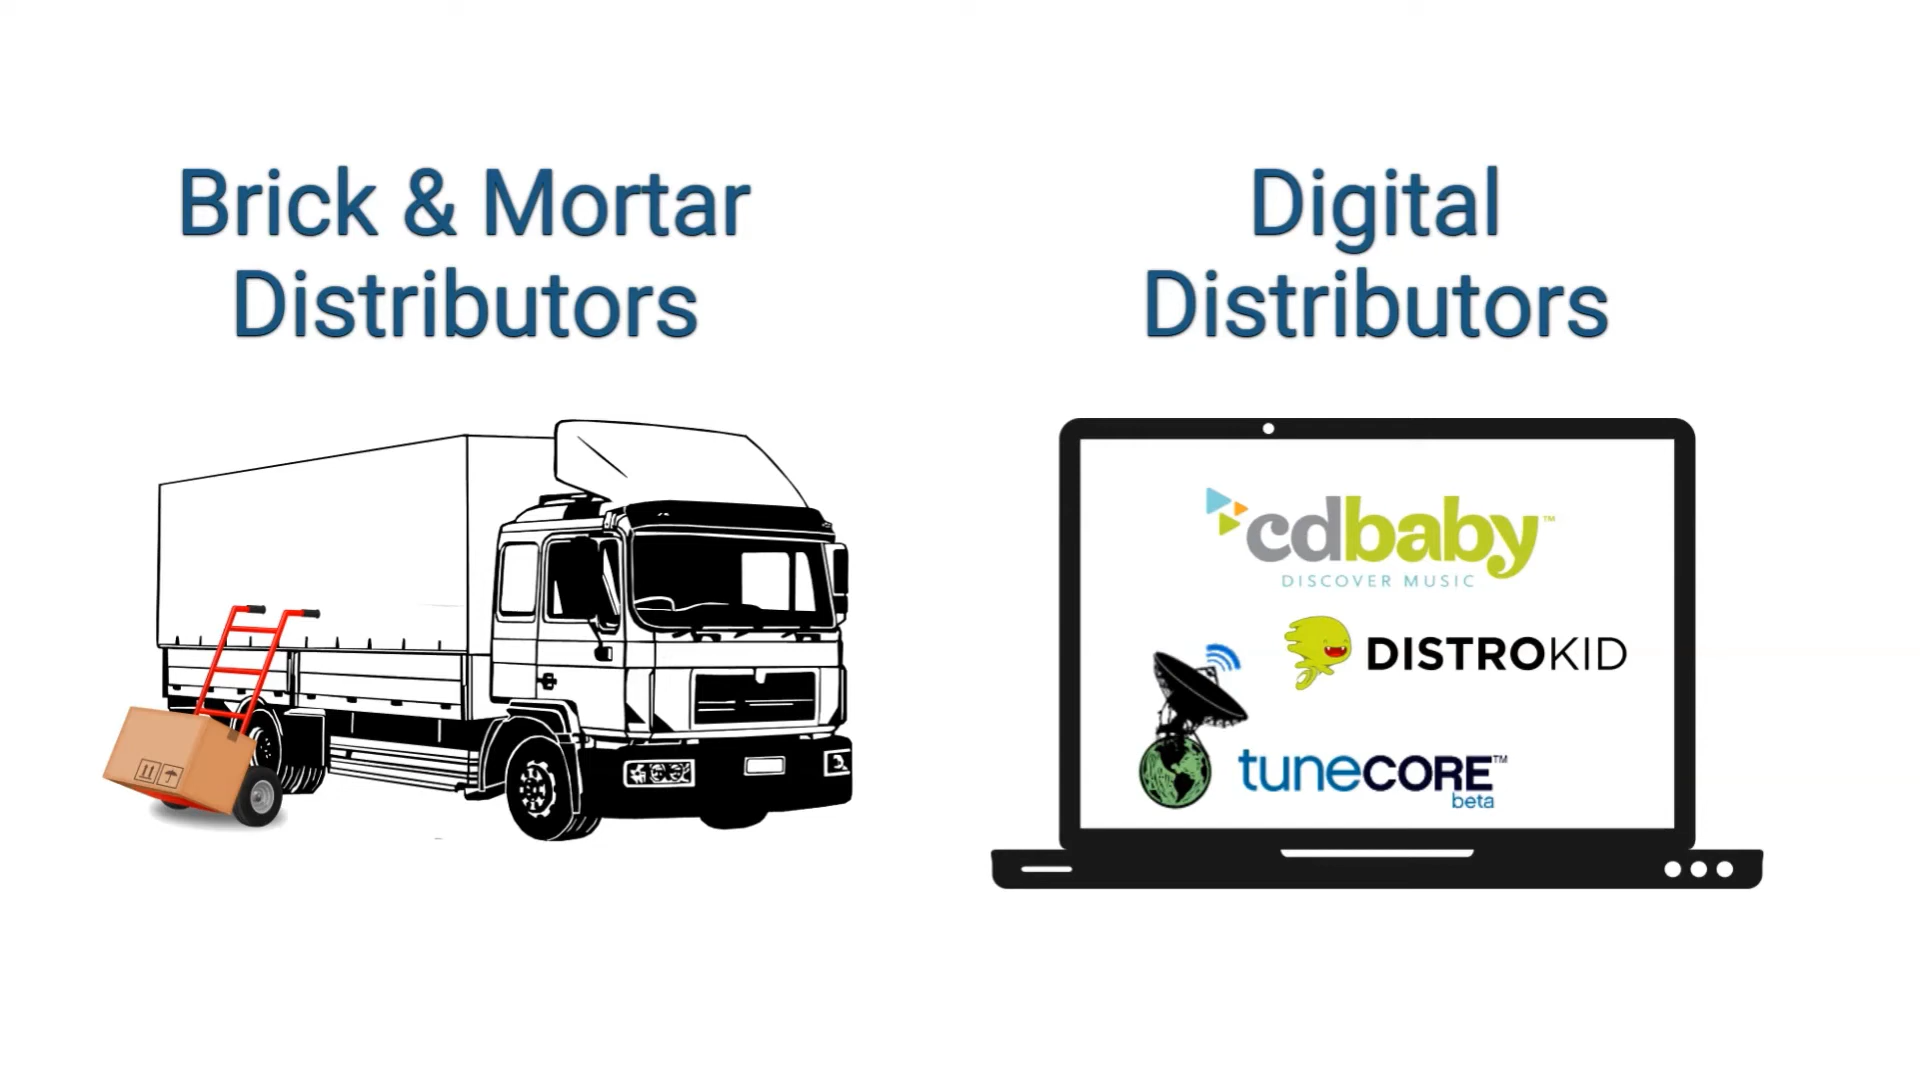 Brick & Mortar
Distributors
Digital
Distributors
cdbaby™
DISCOVER MUSIC
DISTROKID
tunecORE™
beta